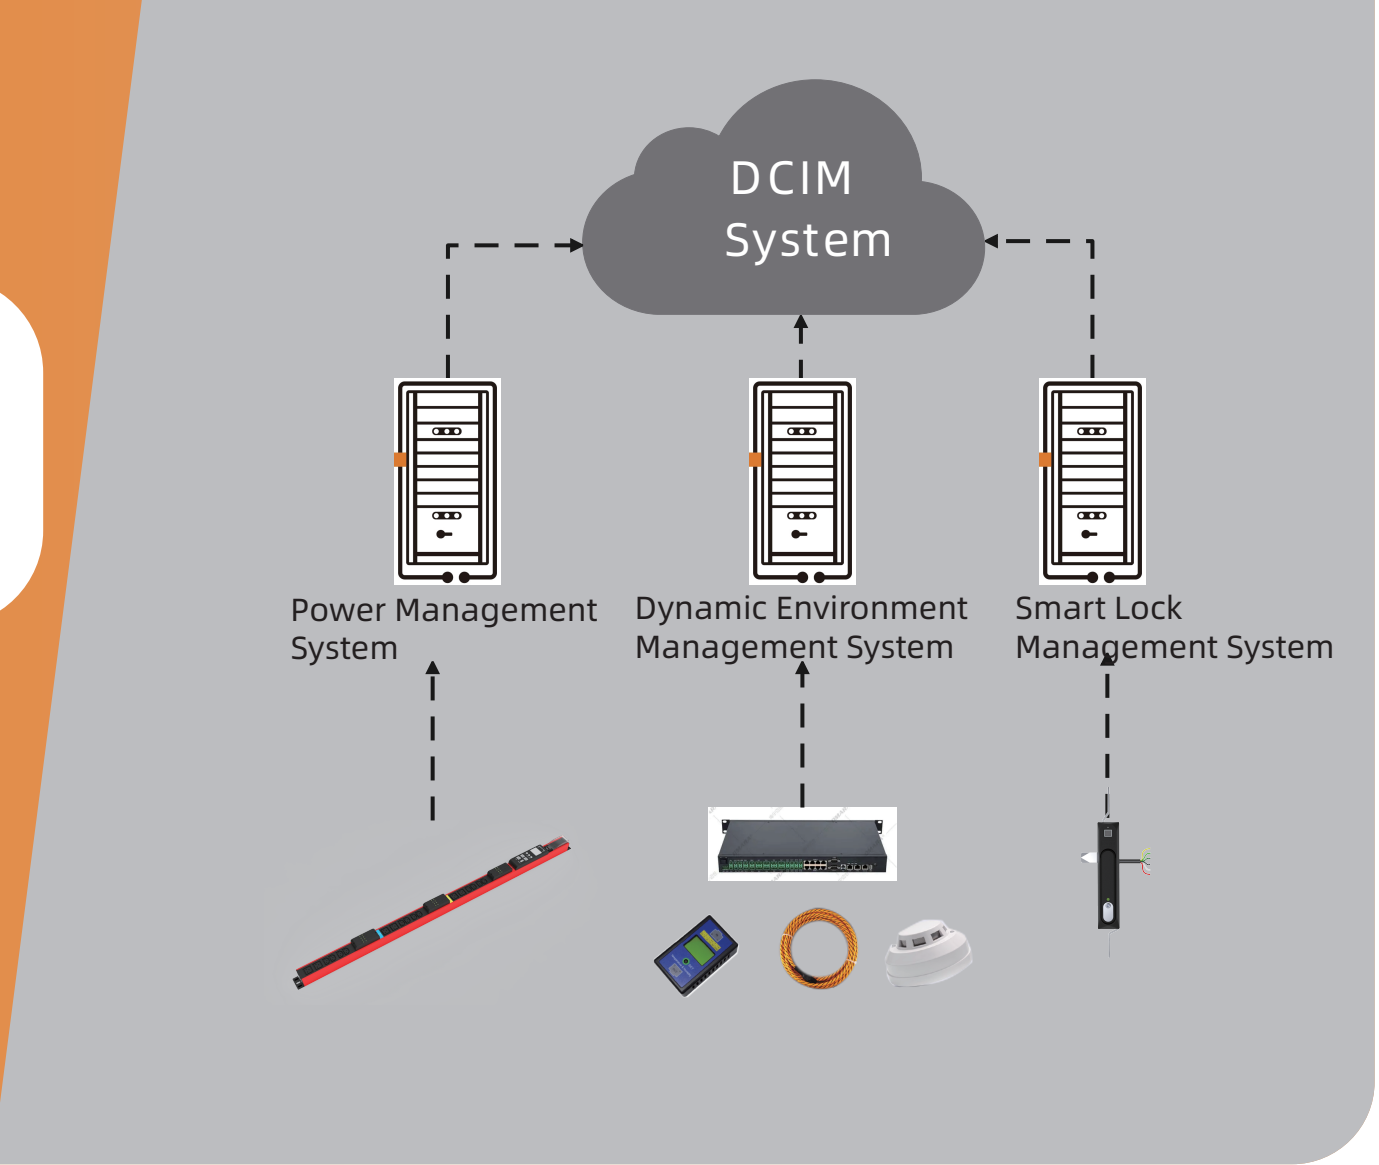 DCIM
System
Power Management
System
Dynamic Environment
Management System
Smart Lock
Management System